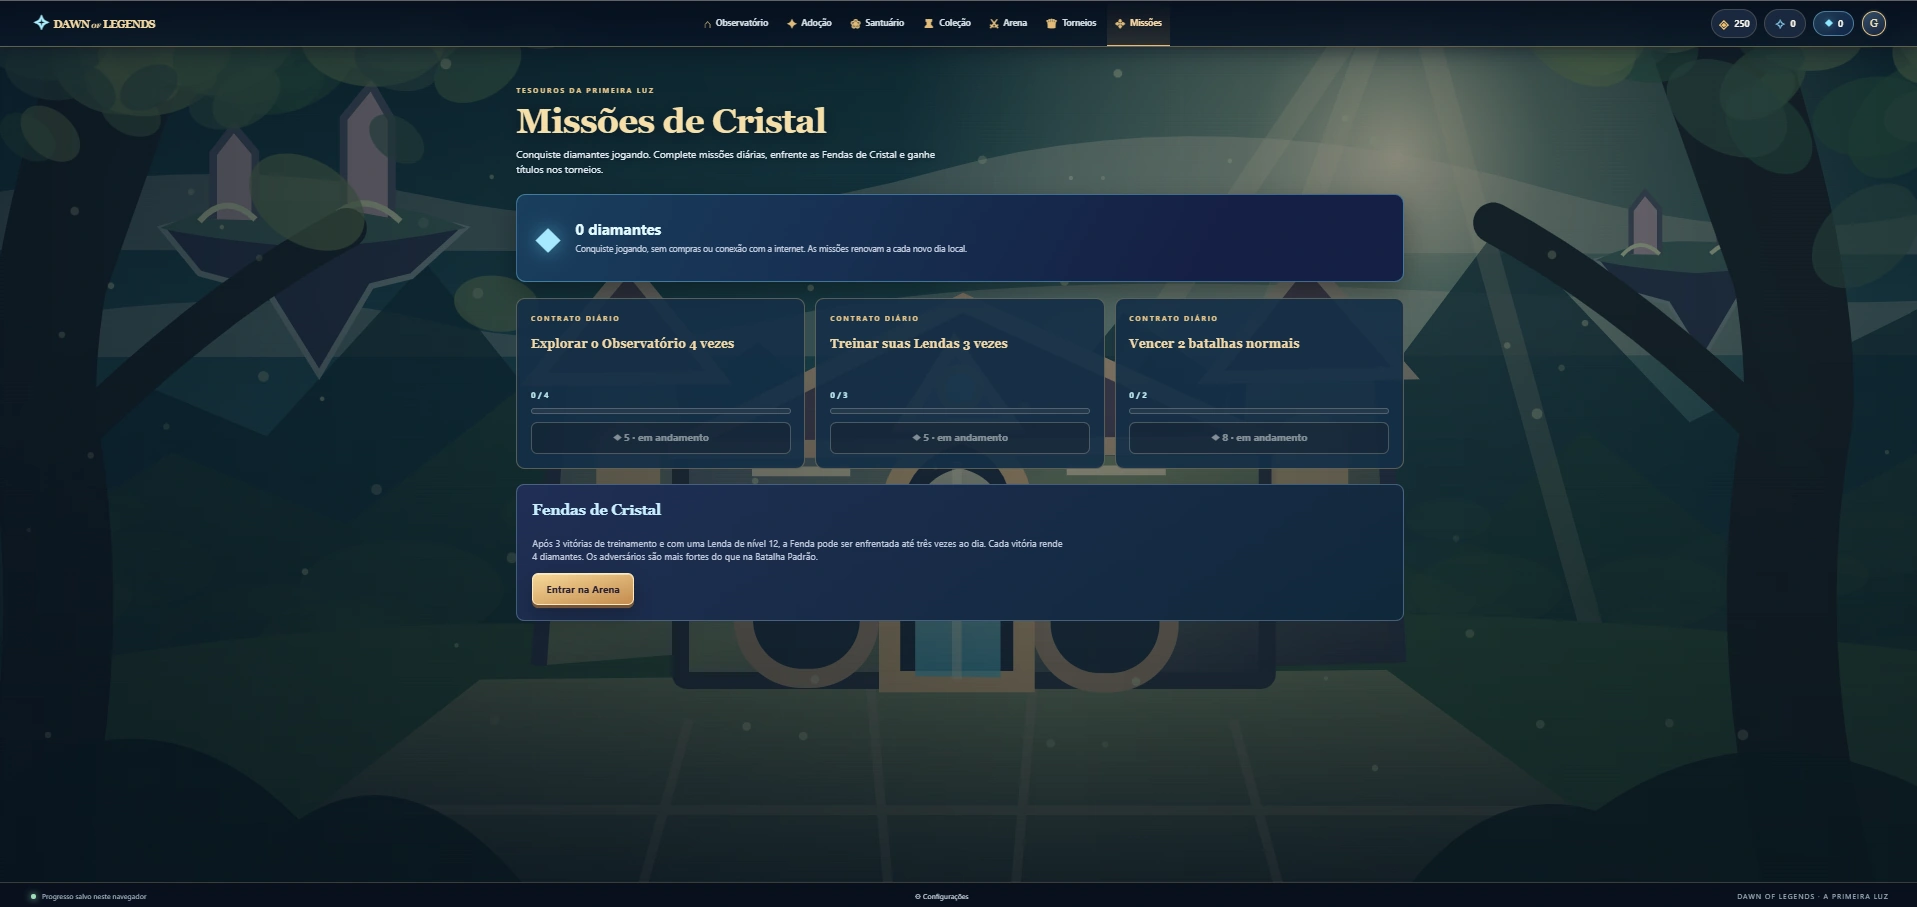 DAWN OF LEGENDS
Observatório
Adoção
Santuário
Coleção
Arena
Torneios
Missões
250
0
0
G
TESOUROS DA PRIMEIRA LUZ
Missões de Cristal
Conquiste diamantes jogando. Complete missões diárias, enfrente as Fendas de Cristal e ganhe
títulos nos torneios.
0 diamantes
Conquiste jogando, sem compras ou conexão com a internet. As missões renovam a cada novo dia local.
CONTRATO DIÁRIO
Explorar o Observatório 4 vezes
0 / 4
5 · em andamento
CONTRATO DIÁRIO
Treinar suas Lendas 3 vezes
0 / 3
5 · em andamento
CONTRATO DIÁRIO
Vencer 2 batalhas normais
0 / 2
8 · em andamento
Fendas de Cristal
Após 3 vitórias de treinamento e com uma Lenda de nível 12, a Fenda pode ser enfrentada até três vezes ao dia. Cada vitória rende
4 diamantes. Os adversários são mais fortes do que na Batalha Padrão.
Entrar na Arena
Progresso salvo neste navegador
Configurações
DAWN OF LEGENDS · A PRIMEIRA LUZ